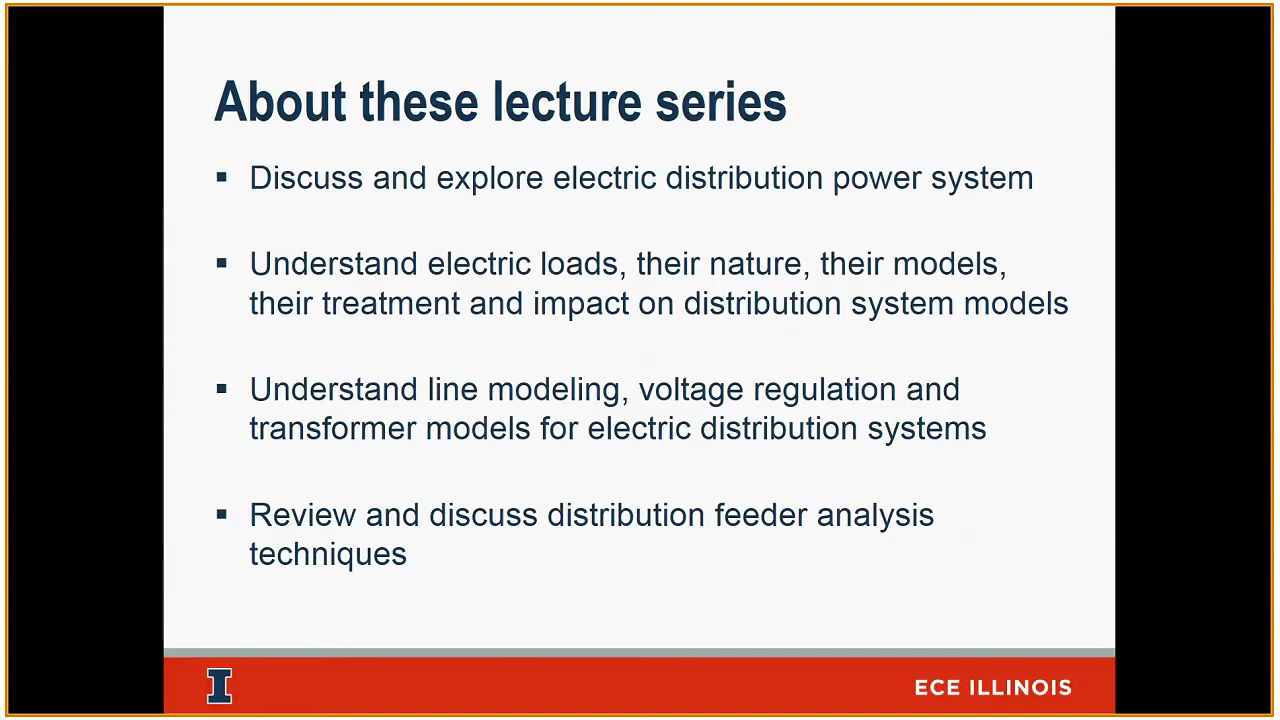 About these lecture series
▪ Discuss and explore electric distribution power system
▪ Understand electric loads, their nature, their models,
their treatment and impact on distribution system models
▪ Understand line modeling, voltage regulation and
transformer models for electric distribution systems
▪ Review and discuss distribution feeder analysis
techniques
I
ECE ILLINOIS